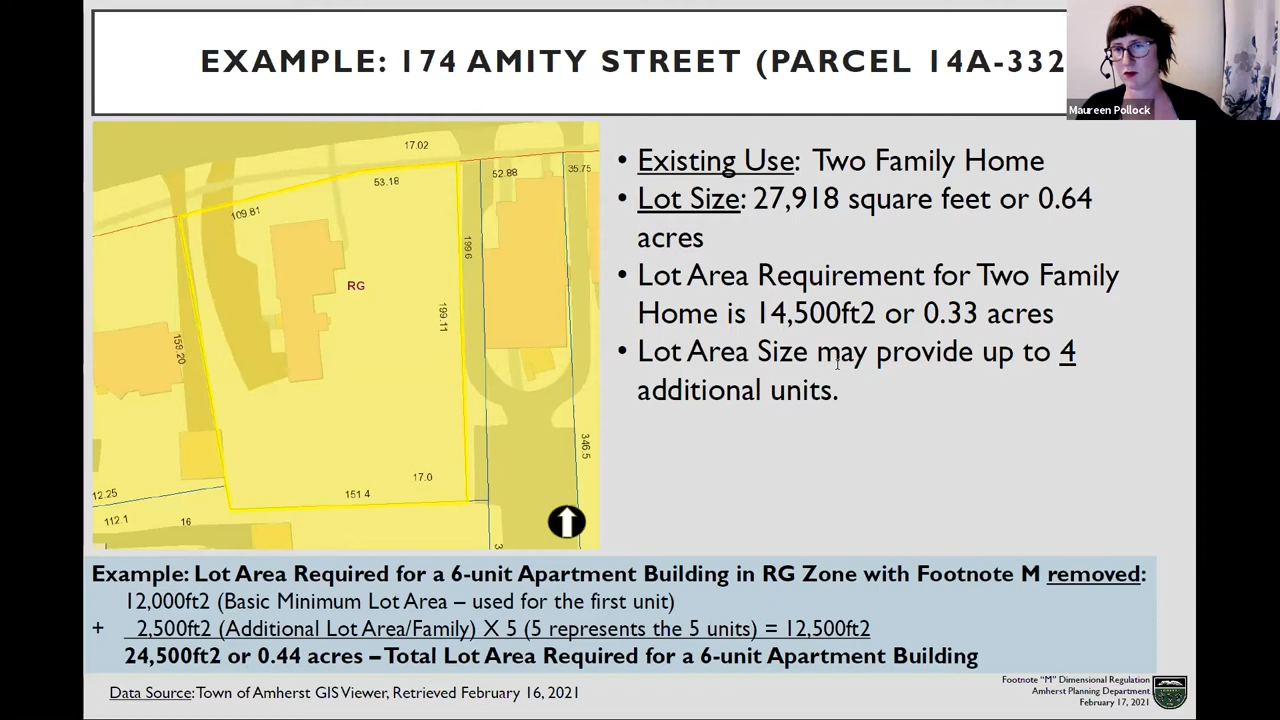 EXAMPLE: 174 AMITY STREET (PARCEL 14A-332
Maureen Pollock
17.02
53.18
109.81
52.88
35.75
199.6
RG
199.11
159.20
346.5
17.0
151.4
12.25
112.1
16
3
• Existing Use: Two Family Home
• Lot Size: 27,918 square feet or 0.64
acres
• Lot Area Requirement for Two Family
Home is 14,500ft2 or 0.33 acres
• Lot Area Size may provide up to 4
additional units.
Example: Lot Area Required for a 6-unit Apartment Building in RG Zone with Footnote M removed:
12,000ft2 (Basic Minimum Lot Area – used for the first unit)
+ 2,500ft2 (Additional Lot Area/Family) X 5 (5 represents the 5 units) = 12,500ft2
24,500ft2 or 0.44 acres – Total Lot Area Required for a 6-unit Apartment Building
Data Source: Town of Amherst GIS Viewer, Retrieved February 16, 2021
Footnote "M" Dimensional Regulation
Amherst Planning Department
February 17, 2021